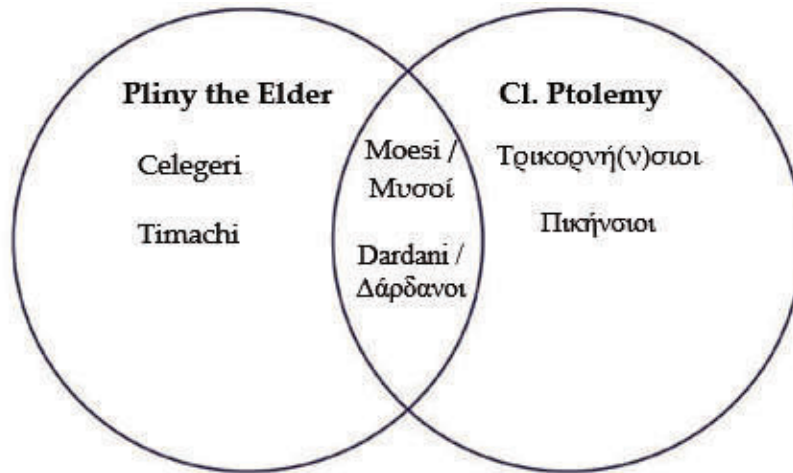 Pliny the Elder
Celegeri
Timachi
Moesi /
Μυσοί
Dardani /
Δάρδανοι
Cl. Ptolemy
Τρικορνή(ν)σιοι
Πικήνσιοι